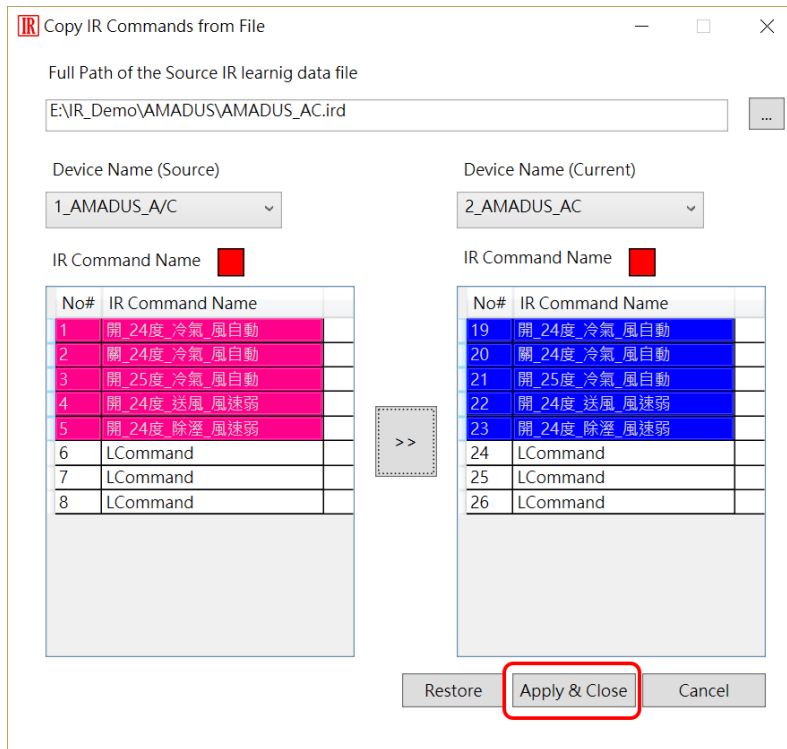 IR Copy IR Commands from File
Full Path of the Source IR learnig data file
E:\IR_Demo\AMADUS\AMADUS_AC.ird
...
Device Name (Source)
Device Name (Current)
1_AMADUS_A/C
2_AMADUS_AC
IR Command Name
IR Command Name
No# IR Command Name
1 開_24度_冷氣_風自動
2 關_24度_冷氣_風自動
3 開_25度_冷氣_風自動
4 開_24度_送風_風速弱
5 開_24度_除溼_風速弱
6 LCommand
7 LCommand
8 LCommand
>>
No# IR Command Name
19 開_24度_冷氣_風自動
20 關_24度_冷氣_風自動
21 開_25度_冷氣_風自動
22 開_24度_送風_風速弱
23 開_24度_除溼_風速弱
24 LCommand
25 LCommand
26 LCommand
Restore
Apply & Close
Cancel